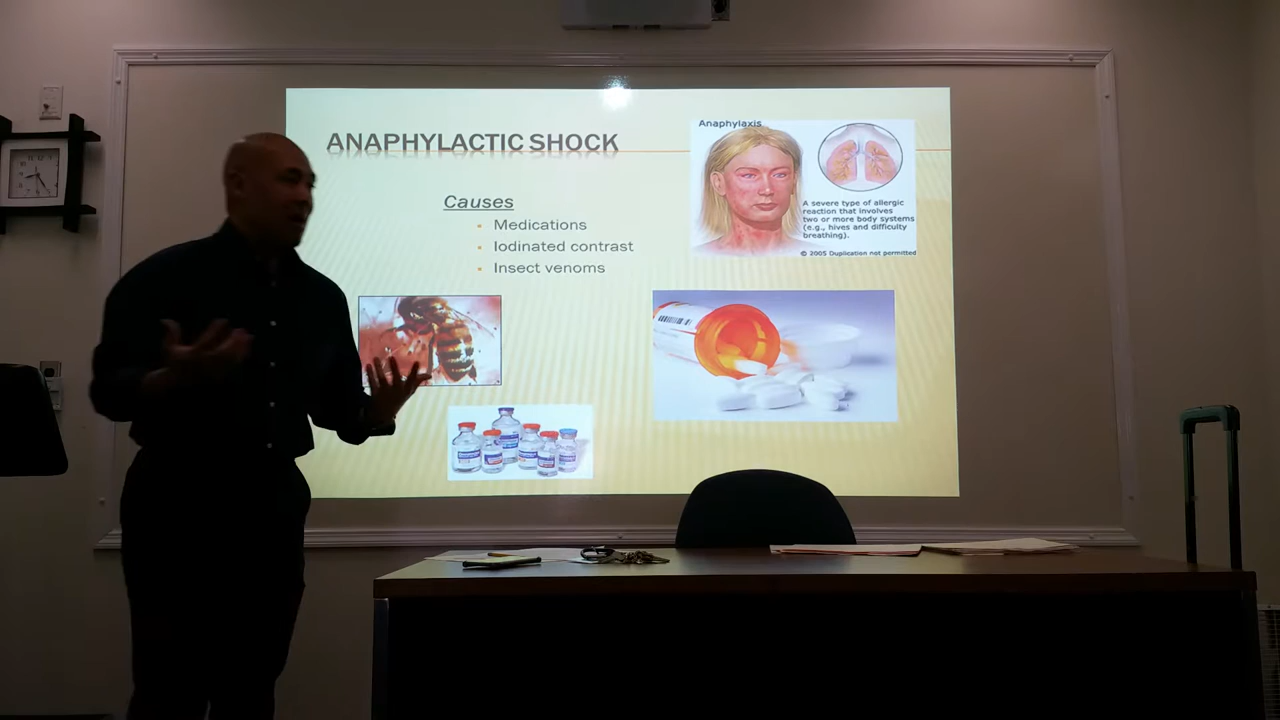 ANAPHYLACTIC SHOCK
Causes
Medications
Iodinated contrast
Insect venoms
Anaphylaxis
A severe type of allergic
reaction that involves
two or more body systems
(e.g., hives and difficulty
breathing).
© 2005 Duplication not permitted